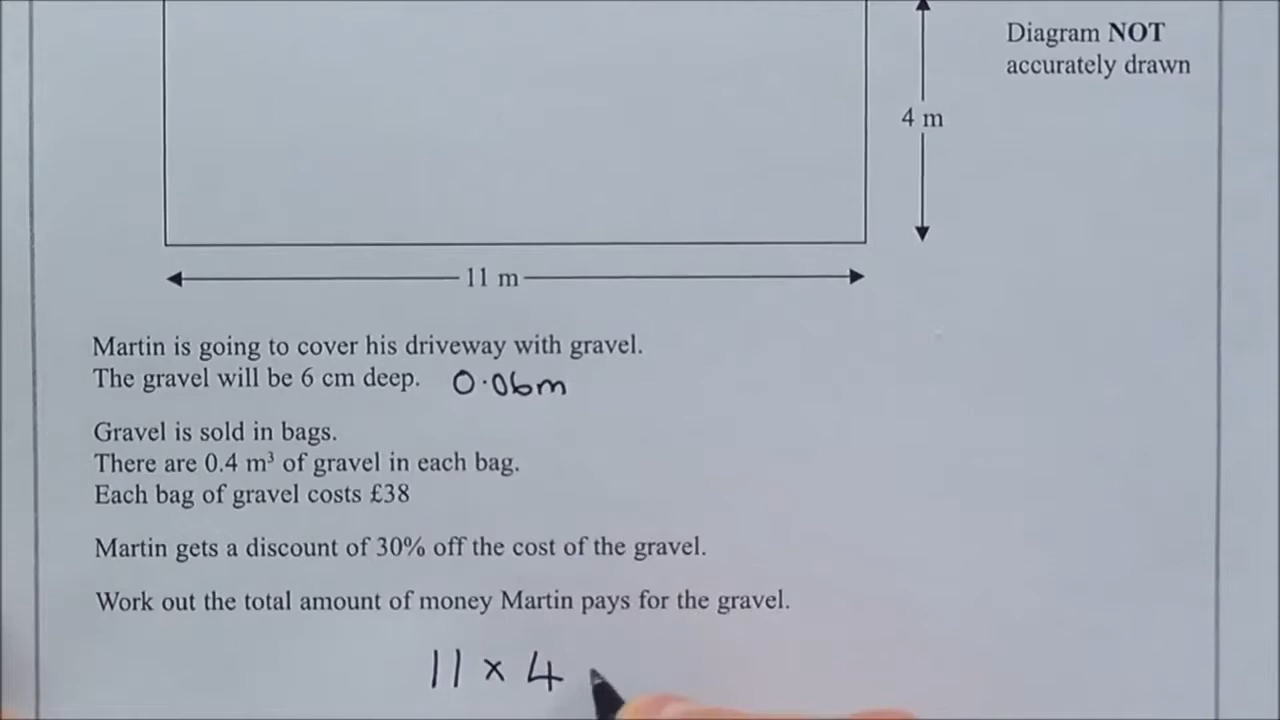 Diagram NOT
accurately drawn
4 m
11 m
Martin is going to cover his driveway with gravel.
The gravel will be 6 cm deep. 0.06m
Gravel is sold in bags.
There are 0.4 m³ of gravel in each bag.
Each bag of gravel costs £38
Martin gets a discount of 30% off the cost of the gravel.
Work out the total amount of money Martin pays for the gravel.
11 × 4